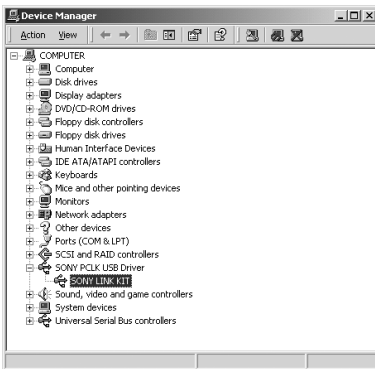 Device Manager
Action View
COMPUTER
Computer
Disk drives
Display adapters
DVD/CD-ROM drives
Floppy disk controllers
Floppy disk drives
Human Interface Devices
IDE ATA/ATAPI controllers
Keyboards
Mice and other pointing devices
Monitors
Network adapters
Other devices
Ports (COM & LPT)
SCSI and RAID controllers
SONY PCLK USB Driver
SONY LINK KIT
Sound, video and game controllers
System devices
Universal Serial Bus controllers